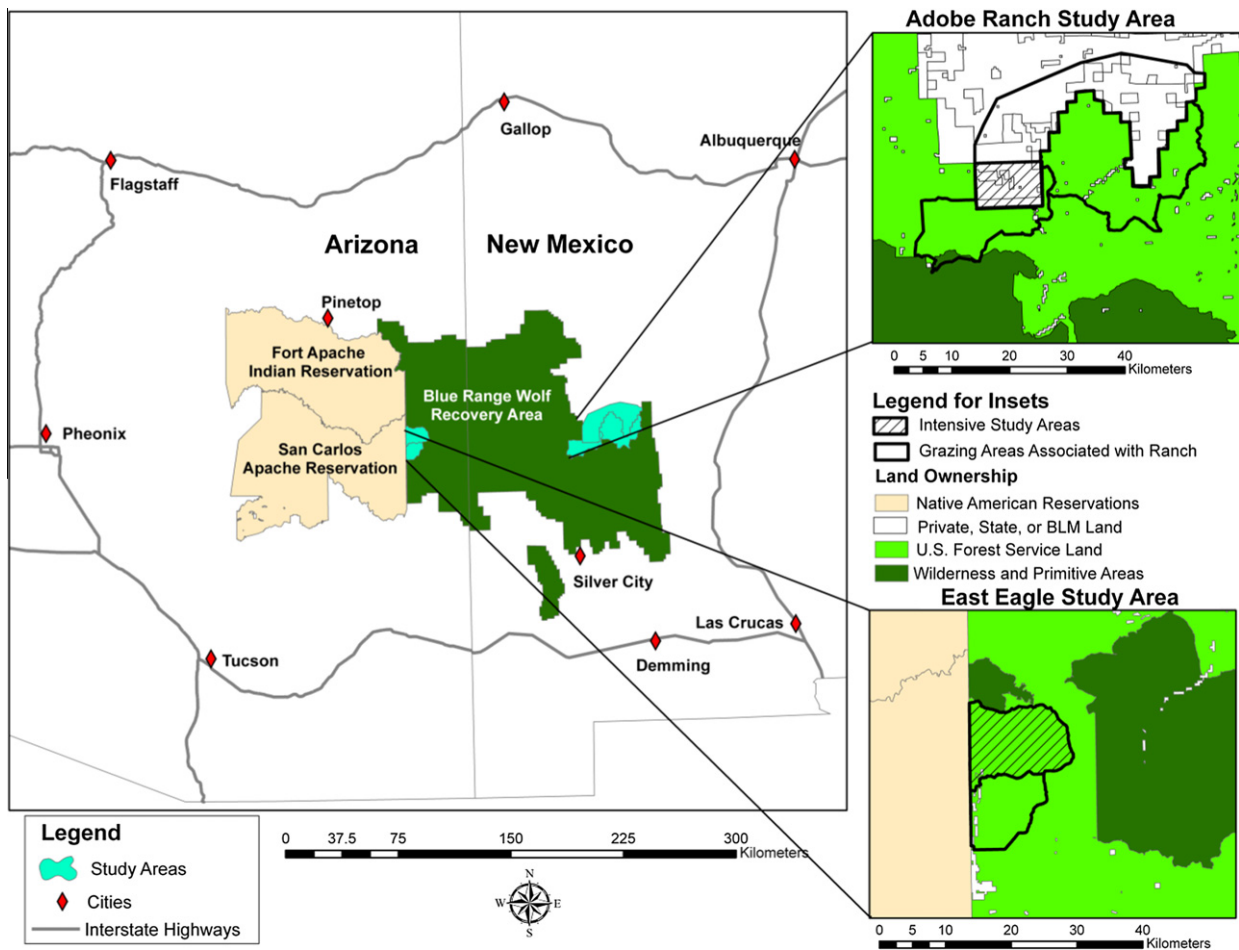 Adobe Ranch Study Area
Gallop
Albuquerque
Flagstaff
Arizona
New Mexico
Pinetop
Fort Apache
Indian Reservation
Blue Range Wolf
Recovery Area
Pheonix
San Carlos
Apache Reservation
Silver City
Las Crucas
Tucson
Demming
0 5 10 20 30 40
Kilometers
Legend for Insets
Intensive Study Areas
Grazing Areas Associated with Ranch
Land Ownership
Native American Reservations
Private, State, or BLM Land
U.S. Forest Service Land
Wilderness and Primitive Areas
East Eagle Study Area
0 5 10 20 30 40
Kilometers
Legend
Study Areas
Cities
Interstate Highways
0 37.5 75 150 225 300
Kilometers
N
W E
S